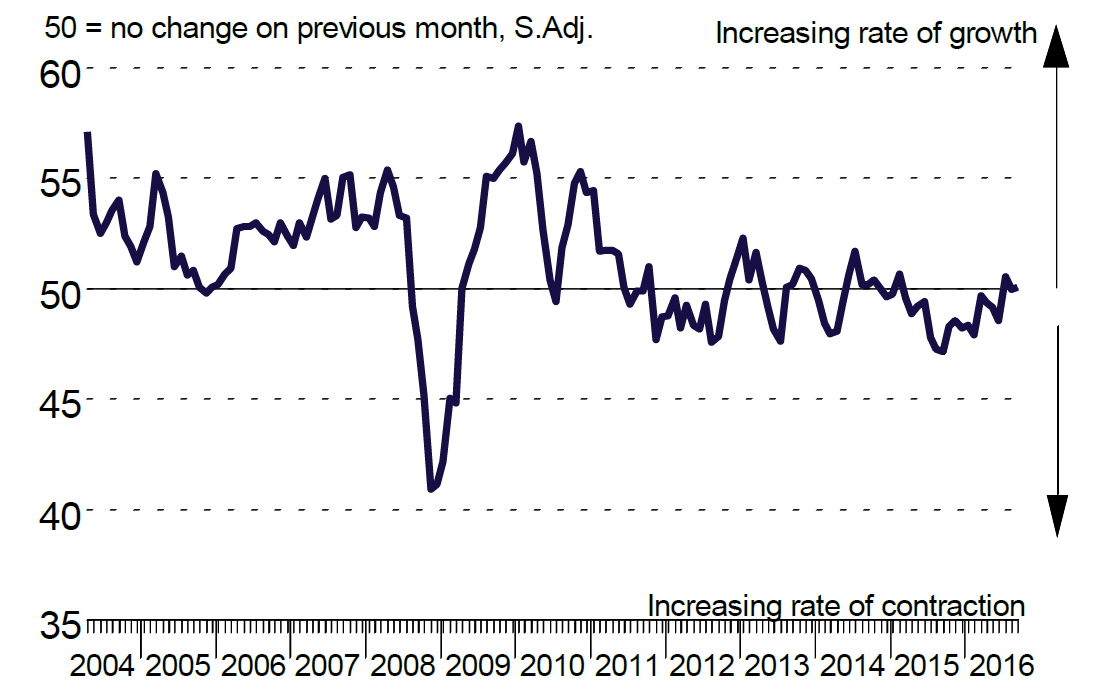 50 = no change on previous month, S.Adj.
Increasing rate of growth
60
55
50
45
40
35
Increasing rate of contraction
2004 2005 2006 2007 2008 2009 2010 2011 2012 2013 2014 2015 2016